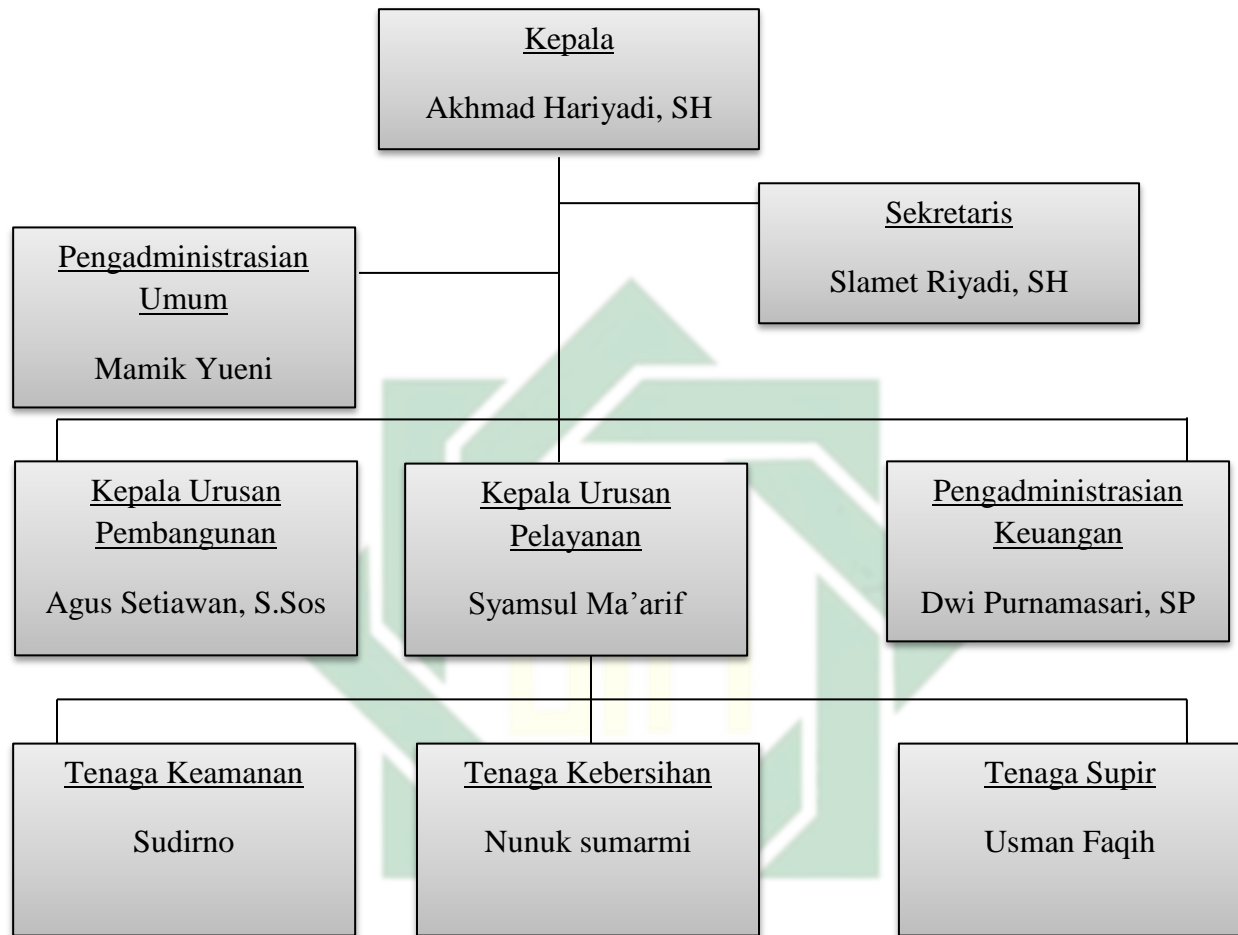 Kepala
Akhmad Hariyadi, SH
Sekretaris
Slamet Riyadi, SH
Pengadministrasian
Umum
Mamik Yueni
Kepala Urusan
Pembangunan
Agus Setiawan, S.Sos
Kepala Urusan
Pelayanan
Syamsul Ma’arif
Pengadministrasian
Keuangan
Dwi Purnamasari, SP
Tenaga Keamanan
Sudirno
Tenaga Kebersihan
Nunuk sumarmi
Tenaga Supir
Usman Faqih